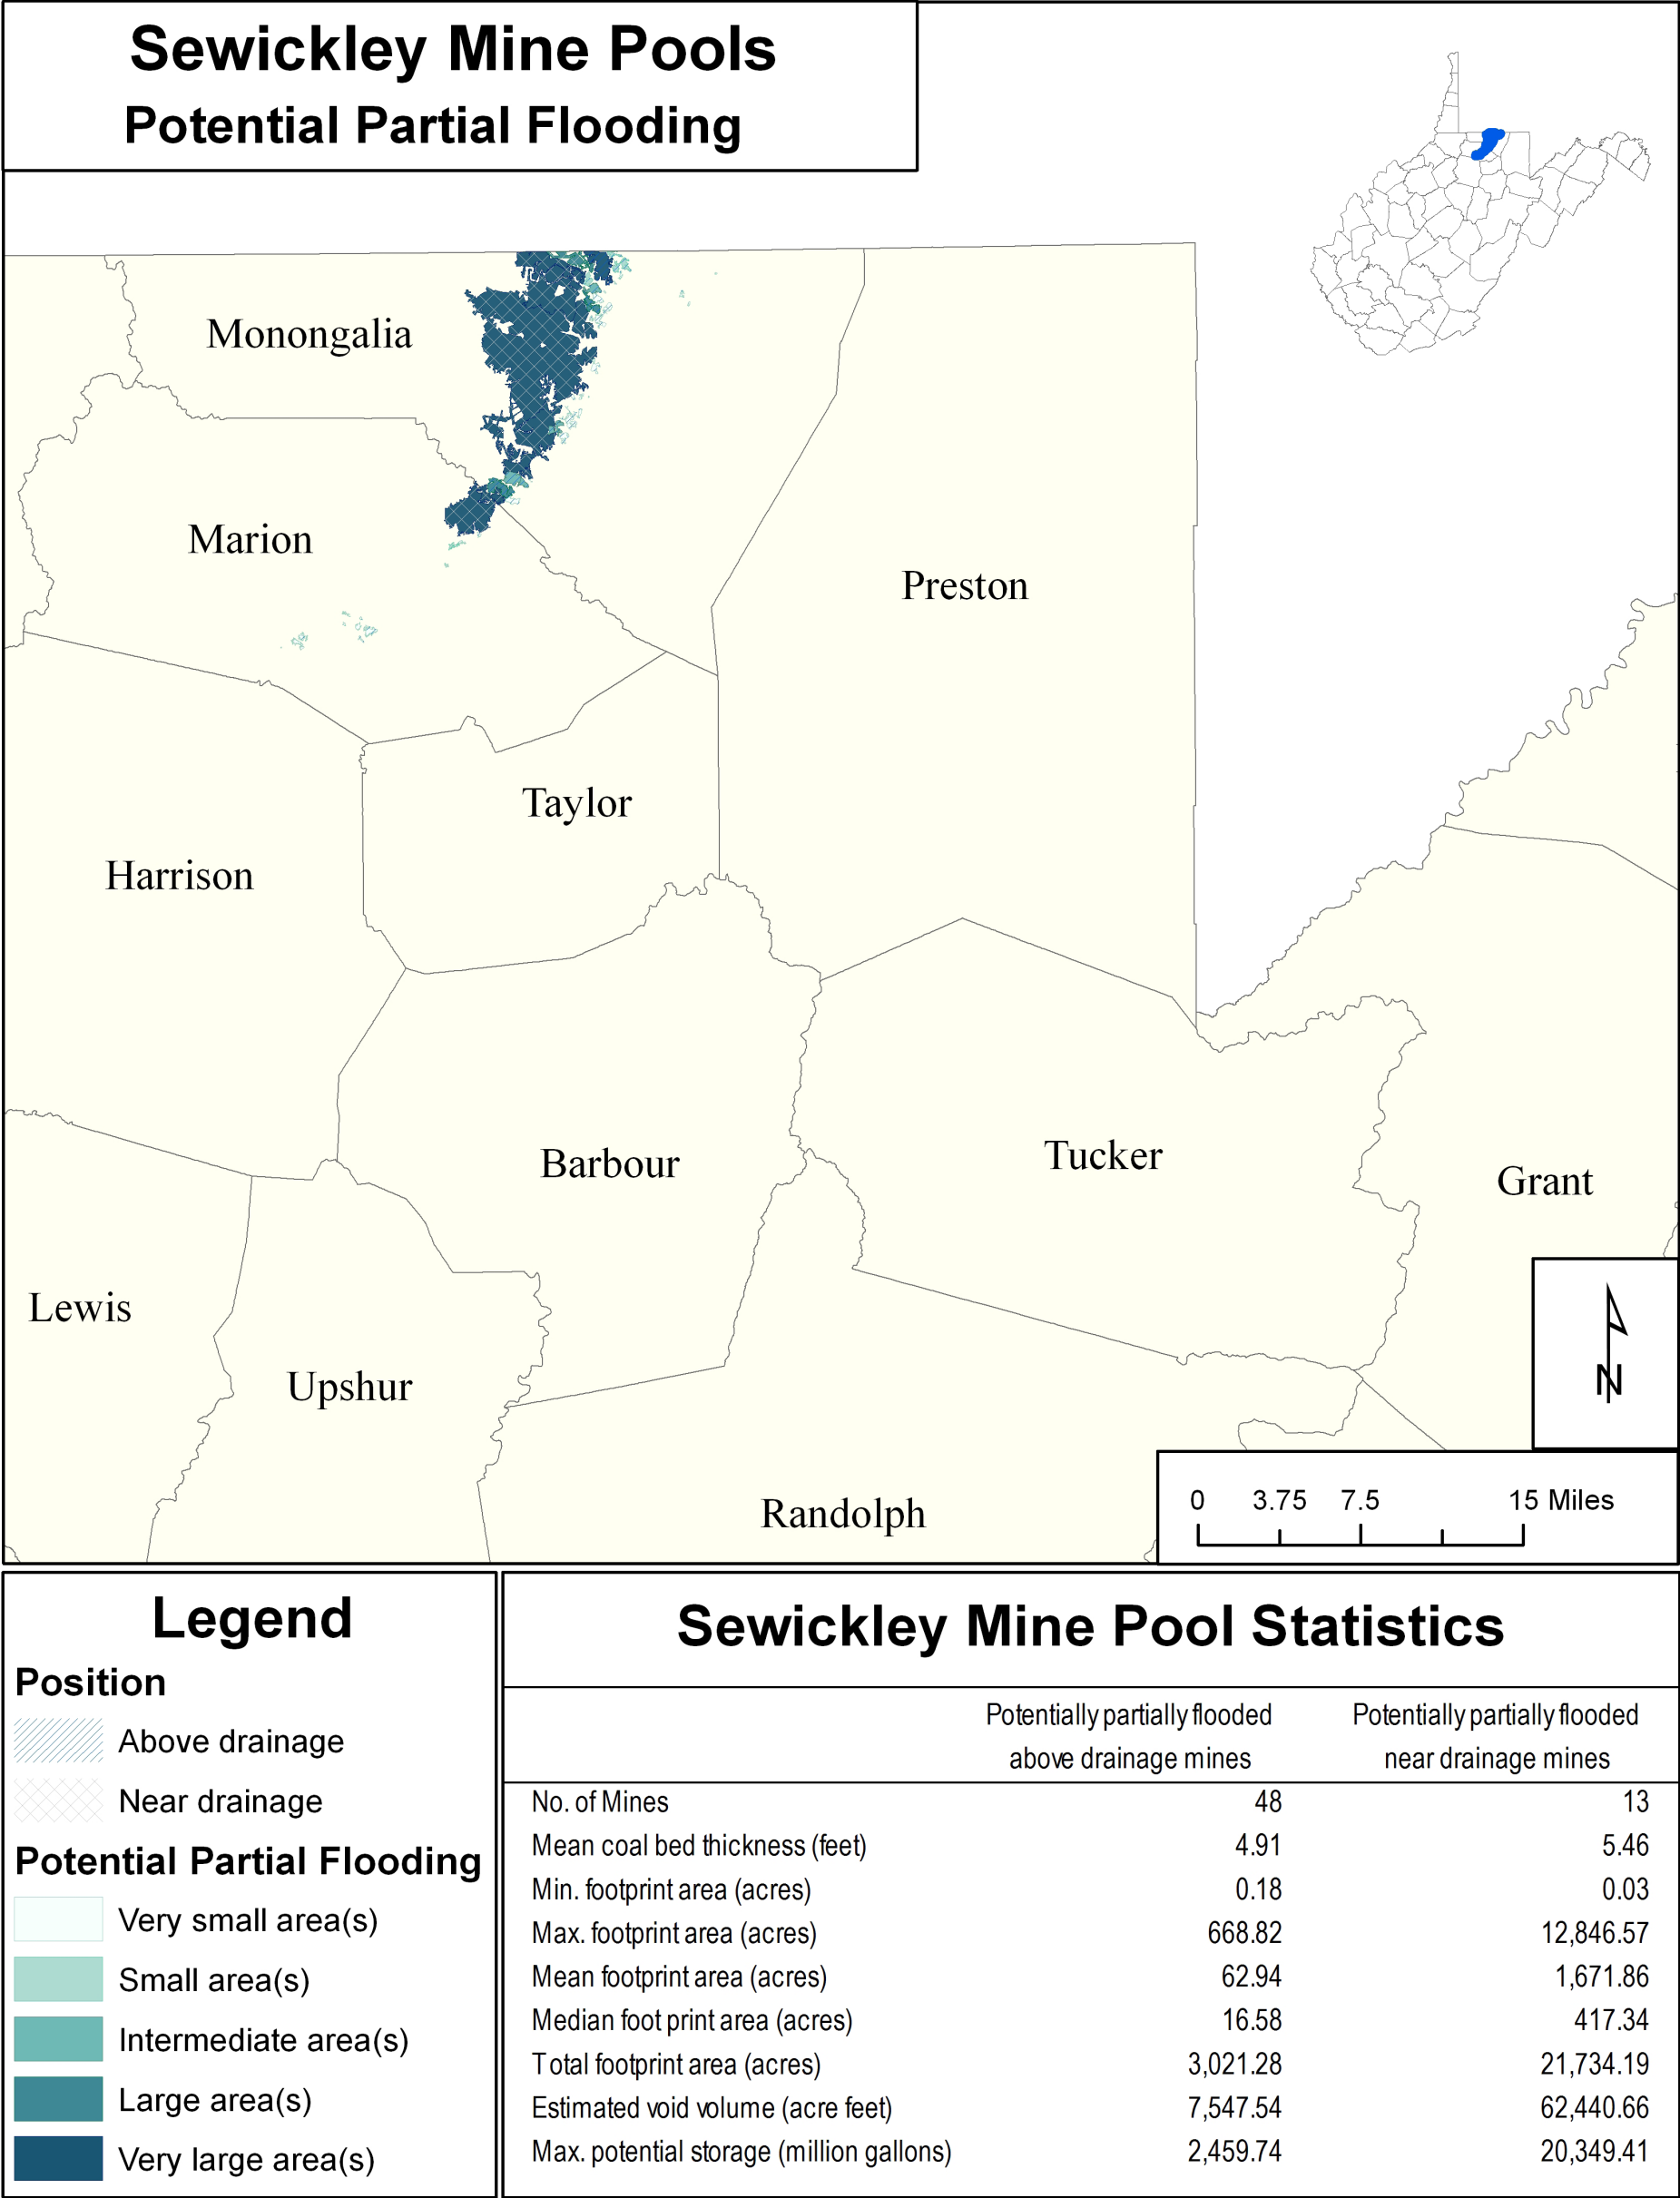 Sewickley Mine Pools
Potential Partial Flooding
Monongalia
Marion
Preston
Taylor
Harrison
Barbour
Tucker
Grant
Lewis
Upshur
Randolph
N
0 3.75 7.5 15 Miles
Legend
Position
Above drainage
Near drainage
Potential Partial Flooding
Very small area(s)
Small area(s)
Intermediate area(s)
Large area(s)
Very large area(s)
Sewickley Mine Pool Statistics
Potentially partially flooded Potentially partially flooded
above drainage mines near drainage mines
No. of Mines 48 13
Mean coal bed thickness (feet) 4.91 5.46
Min. footprint area (acres) 0.18 0.03
Max. footprint area (acres) 668.82 12,846.57
Mean footprint area (acres) 62.94 1,671.86
Median foot print area (acres) 16.58 417.34
Total footprint area (acres) 3,021.28 21,734.19
Estimated void volume (acre feet) 7,547.54 62,440.66
Max. potential storage (million gallons) 2,459.74 20,349.41